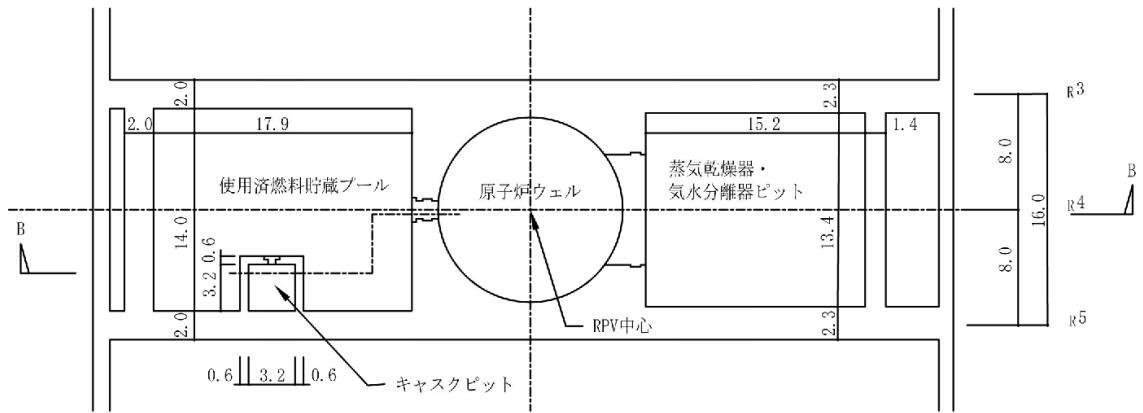 2.0
2.3
R3
2.0
17.9
15.2
1.4
8.0
使用済燃料貯蔵プール
原子炉ウェル
蒸気乾燥器・
気水分離器ピット
B
B
R4
16.0
14.0
0.6
3.2
13.4
8.0
2.0
2.3
RPV中心
R5
0.6
3.2
0.6
キャスクピット